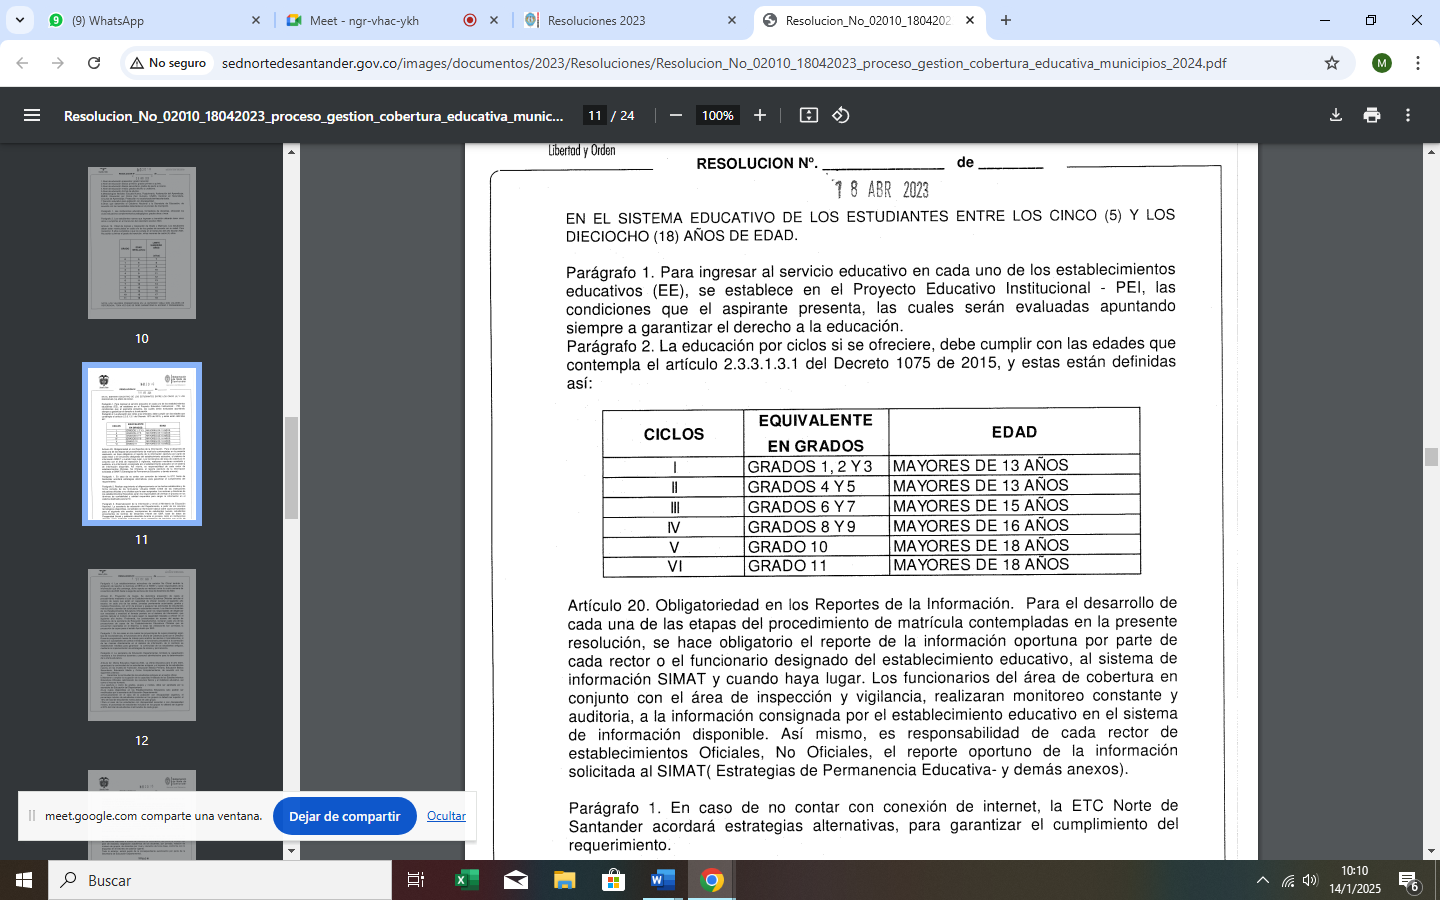 (9) WhatsApp
Meet - ngr-vhac-ykh
Resoluciones 2023
Resolucion_No_02010_1804202
No seguro
sednortedesantander.gov.co/images/documentos/2023/Resoluciones/Resolucion_No_02010_18042023_proceso_gestion_cobertura_educativa_municipios_2024.pdf
M
Resolucion_No_02010_18042023_proceso_gestion_cobertura_educativa_munic...
11 / 24
100%
10
11
12
Libertad y Orden
RESOLUCION Nº. ______ de ______
18 ABR 2023
EN EL SISTEMA EDUCATIVO DE LOS ESTUDIANTES ENTRE LOS CINCO (5) Y LOS
DIECIOCHO (18) AÑOS DE EDAD.
Parágrafo 1. Para ingresar al servicio educativo en cada uno de los establecimientos
educativos (EE), se establece en el Proyecto Educativo Institucional - PEI, las
condiciones que el aspirante presenta, las cuales serán evaluadas apuntando
siempre a garantizar el derecho a la educación.
Parágrafo 2. La educación por ciclos si se ofreciere, debe cumplir con las edades que
contempla el artículo 2.3.3.1.3.1 del Decreto 1075 de 2015, y estas están definidas
así:
CICLOS EQUIVALENTE EN GRADOS EDAD
I GRADOS 1, 2 Y 3 MAYORES DE 13 AÑOS
II GRADOS 4 Y 5 MAYORES DE 13 AÑOS
III GRADOS 6 Y 7 MAYORES DE 15 AÑOS
IV GRADOS 8 Y 9 MAYORES DE 16 AÑOS
V GRADO 10 MAYORES DE 18 AÑOS
VI GRADO 11 MAYORES DE 18 AÑOS
Artículo 20. Obligatoriedad en los Reportes de la Información. Para el desarrollo de
cada una de las etapas del procedimiento de matrícula contempladas en la presente
resolución, se hace obligatorio el reporte de la información oportuna por parte de
cada rector o el funcionario designado del establecimiento educativo, al sistema de
información SIMAT y cuando haya lugar. Los funcionarios del área de cobertura en
conjunto con el área de inspección y vigilancia, realizaran monitoreo constante y
auditoria, a la información consignada por el establecimiento educativo en el sistema
de información disponible. Así mismo, es responsabilidad de cada rector de
establecimientos Oficiales, No Oficiales, el reporte oportuno de la información
solicitada al SIMAT( Estrategias de Permanencia Educativa- y demás anexos).
Parágrafo 1. En caso de no contar con conexión de internet, la ETC Norte de
Santander acordará estrategias alternativas, para garantizar el cumplimiento del
requerimiento.
meet.google.com comparte una ventana.
Dejar de compartir
Ocultar
Buscar
10:10
14/1/2025
6